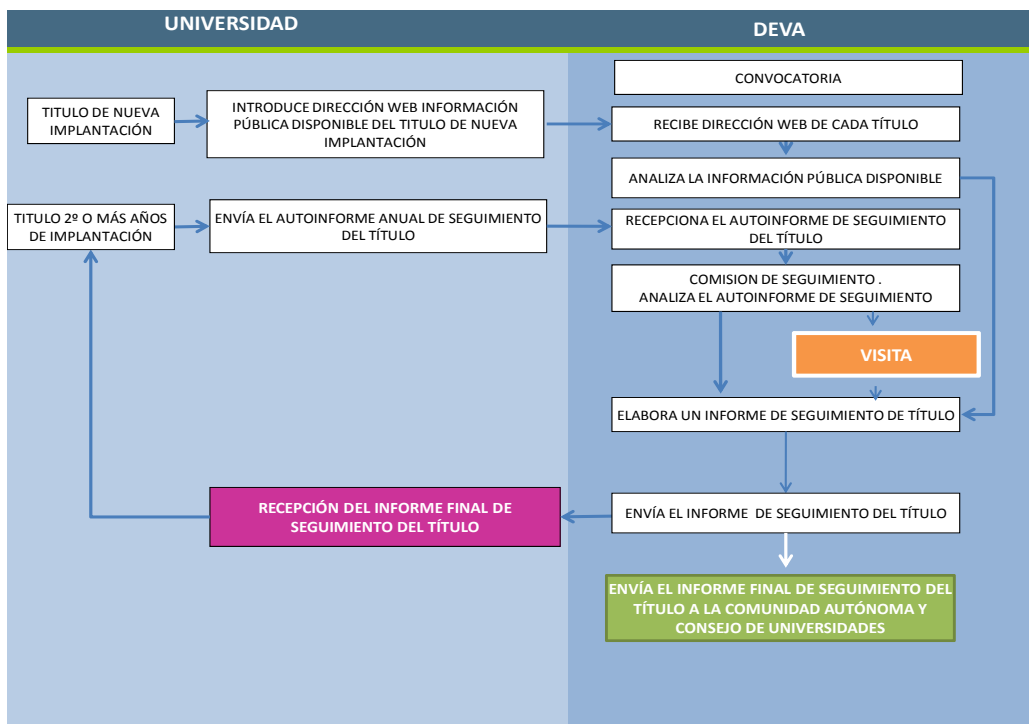 UNIVERSIDAD
DEVA
CONVOCATORIA
TITULO DE NUEVA
IMPLANTACIÓN
INTRODUCE DIRECCIÓN WEB INFORMACIÓN
PÚBLICA DISPONIBLE DEL TITULO DE NUEVA
IMPLANTACIÓN
RECIBE DIRECCIÓN WEB DE CADA TÍTULO
ANALIZA LA INFORMACIÓN PÚBLICA DISPONIBLE
TITULO 2º O MÁS AÑOS
DE IMPLANTACIÓN
ENVÍA EL AUTOINFORME ANUAL DE SEGUIMIENTO
DEL TÍTULO
RECEPCIONA EL AUTOINFORME DE SEGUIMIENTO
DEL TÍTULO
COMISION DE SEGUIMIENTO .
ANALIZA EL AUTOINFORME DE SEGUIMIENTO
VISITA
ELABORA UN INFORME DE SEGUIMIENTO DE TÍTULO
RECEPCIÓN DEL INFORME FINAL DE
SEGUIMIENTO DEL TÍTULO
ENVÍA EL INFORME DE SEGUIMIENTO DEL TÍTULO
ENVÍA EL INFORME FINAL DE SEGUIMIENTO DEL
TÍTULO A LA COMUNIDAD AUTÓNOMA Y
CONSEJO DE UNIVERSIDADES